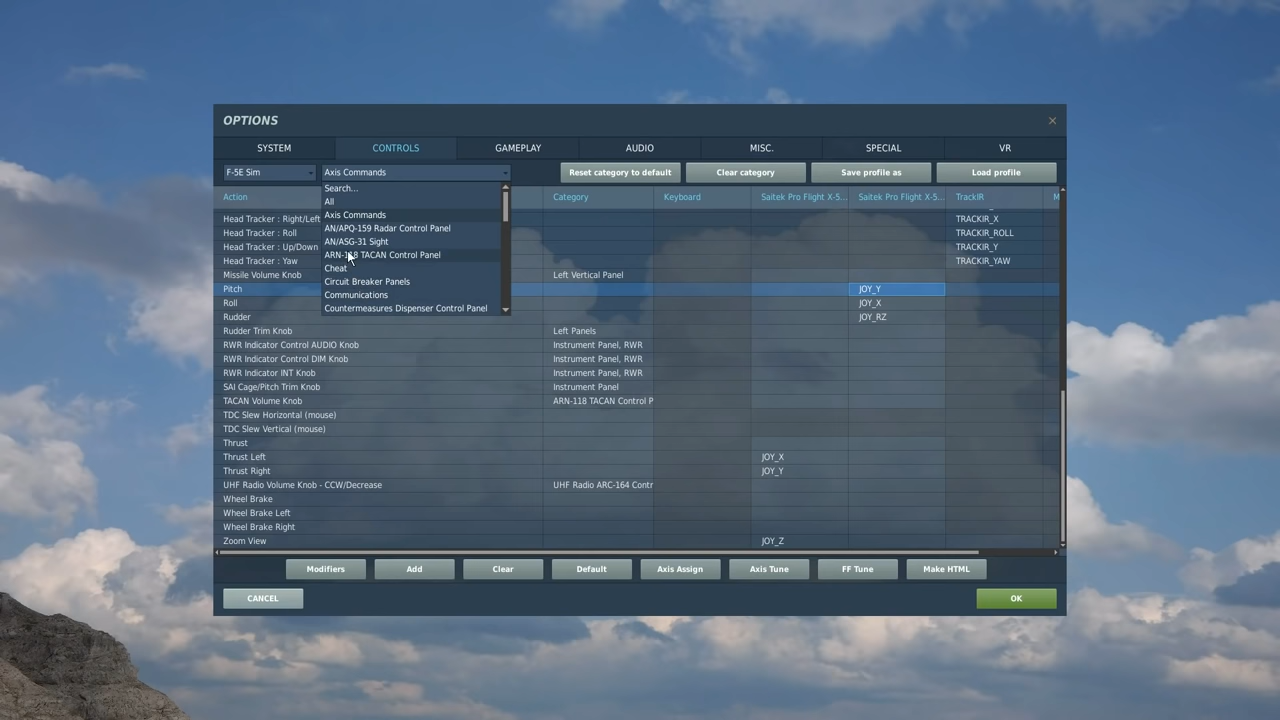 OPTIONS
SYSTEM CONTROLS GAMEPLAY AUDIO MISC. SPECIAL VR
F-5E Sim Axis Commands Reset category to default Clear category Save profile as Load profile
Search...
All
Axis Commands
AN/APQ-159 Radar Control Panel
AN/ASG-31 Sight
ARN-118 TACAN Control Panel
Cheat
Circuit Breaker Panels
Communications
Countermeasures Dispenser Control Panel
Action Category Keyboard Saitek Pro Flight X-5... Saitek Pro Flight X-5... TrackIR M
Head Tracker : Right/Left TRACKIR_X
Head Tracker : Roll TRACKIR_ROLL
Head Tracker : Up/Down TRACKIR_Y
Head Tracker : Yaw TRACKIR_YAW
Missile Volume Knob Left Vertical Panel
Pitch JOY_Y
Roll JOY_X
Rudder JOY_RZ
Rudder Trim Knob Left Panels
RWR Indicator Control AUDIO Knob Instrument Panel, RWR
RWR Indicator Control DIM Knob Instrument Panel, RWR
RWR Indicator INT Knob Instrument Panel, RWR
SAI Cage/Pitch Trim Knob Instrument Panel
TACAN Volume Knob ARN-118 TACAN Control P
TDC Slew Horizontal (mouse)
TDC Slew Vertical (mouse)
Thrust
Thrust Left JOY_X
Thrust Right JOY_Y
UHF Radio Volume Knob - CCW/Decrease UHF Radio ARC-164 Contr
Wheel Brake
Wheel Brake Left
Wheel Brake Right
Zoom View JOY_Z
Modifiers Add Clear Default Axis Assign Axis Tune FF Tune Make HTML
CANCEL OK